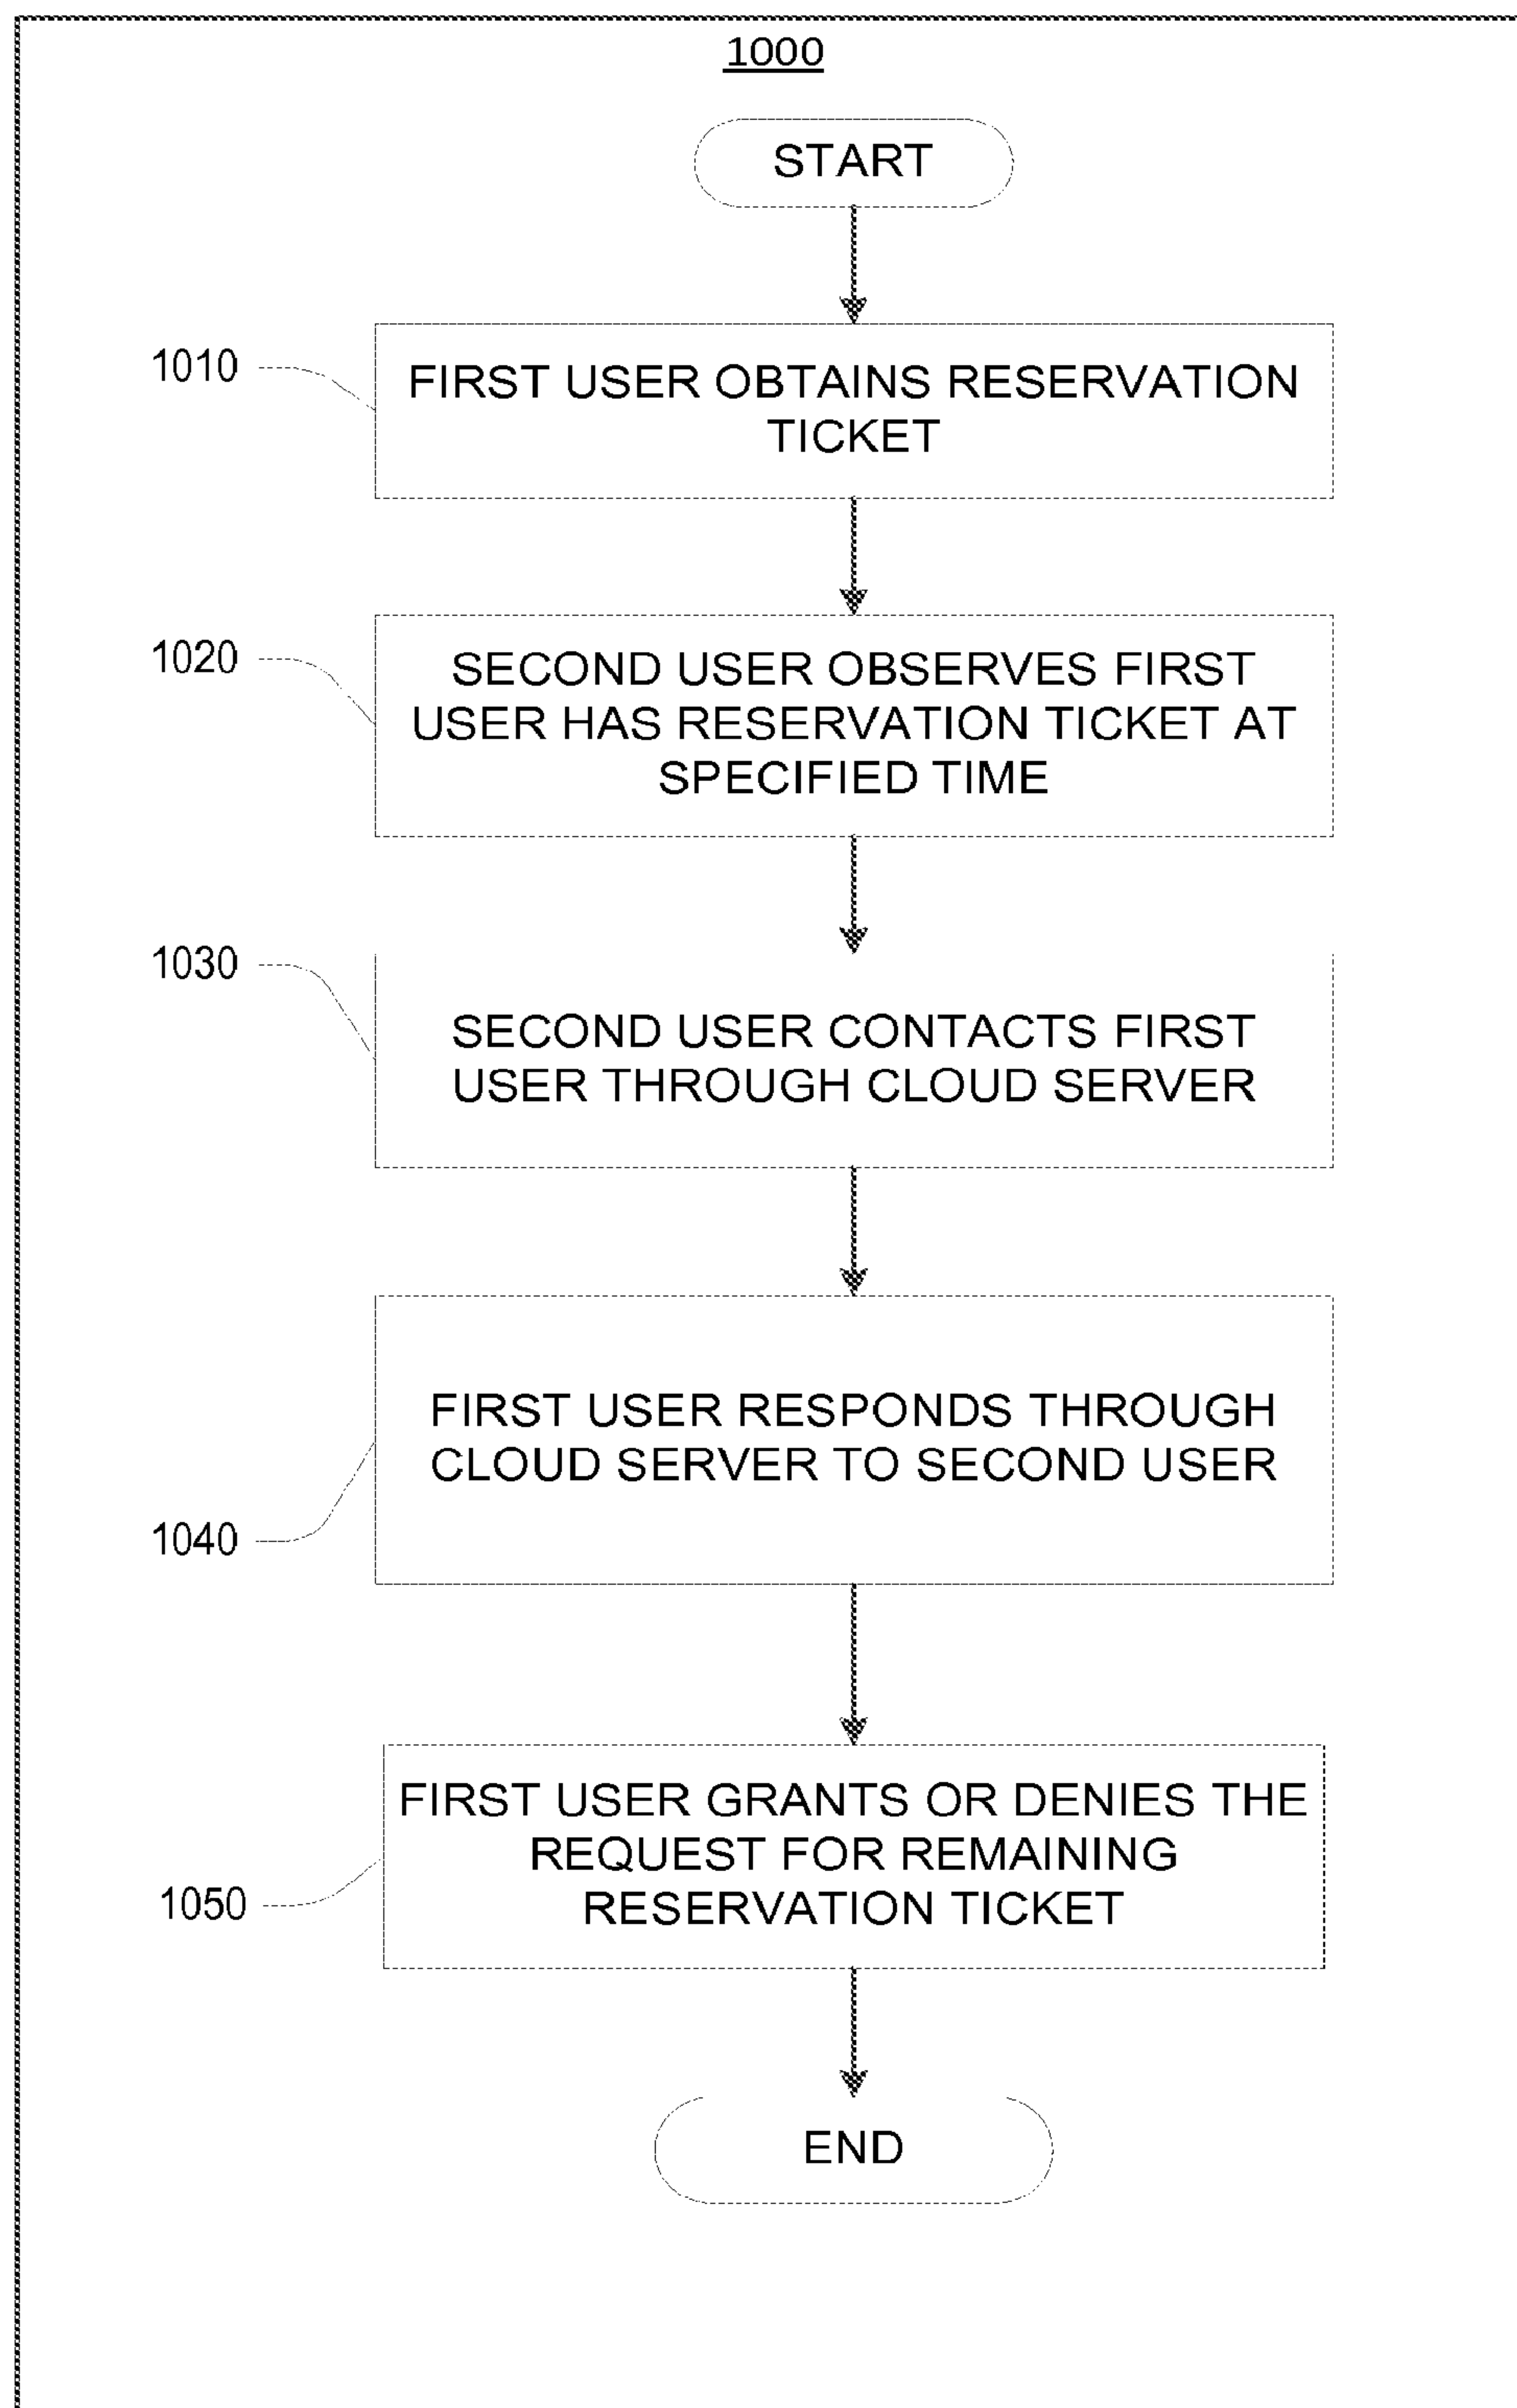 1000
START
1010
FIRST USER OBTAINS RESERVATION
TICKET
1020
SECOND USER OBSERVES FIRST
USER HAS RESERVATION TICKET AT
SPECIFIED TIME
1030
SECOND USER CONTACTS FIRST
USER THROUGH CLOUD SERVER
FIRST USER RESPONDS THROUGH
CLOUD SERVER TO SECOND USER
1040
FIRST USER GRANTS OR DENIES THE
REQUEST FOR REMAINING
RESERVATION TICKET
1050
END